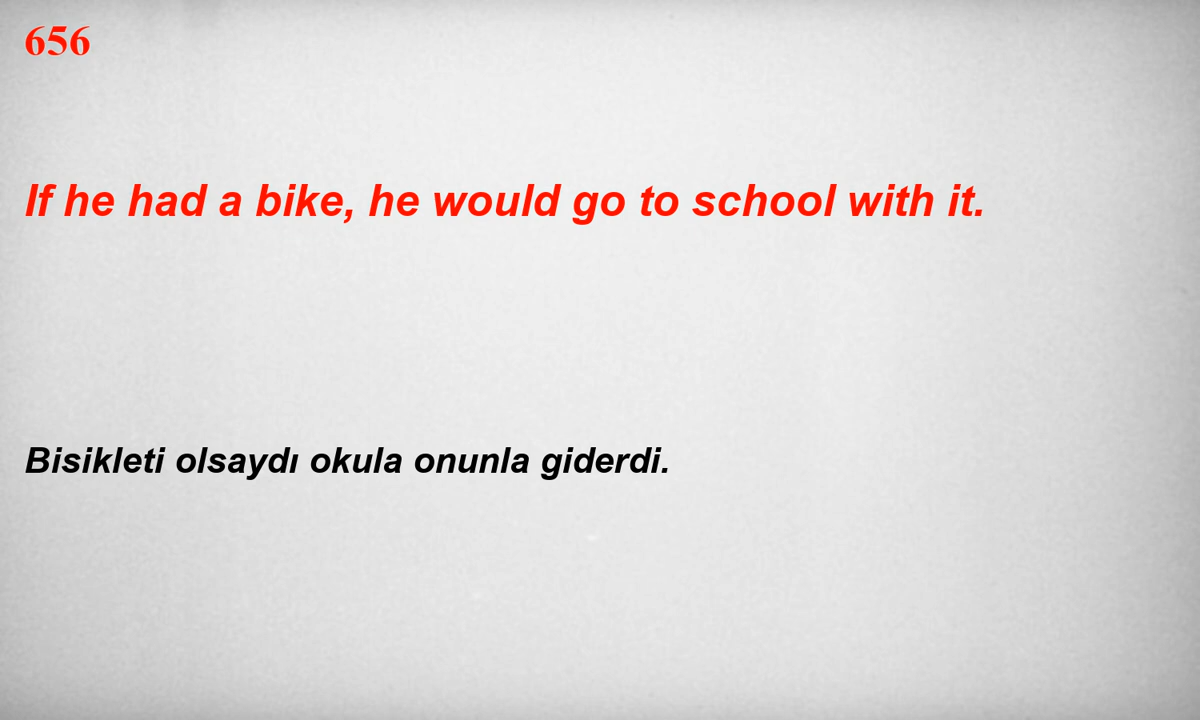 656
If he had a bike, he would go to school with it.
Bisikleti olsaydı okula onunla giderdi.